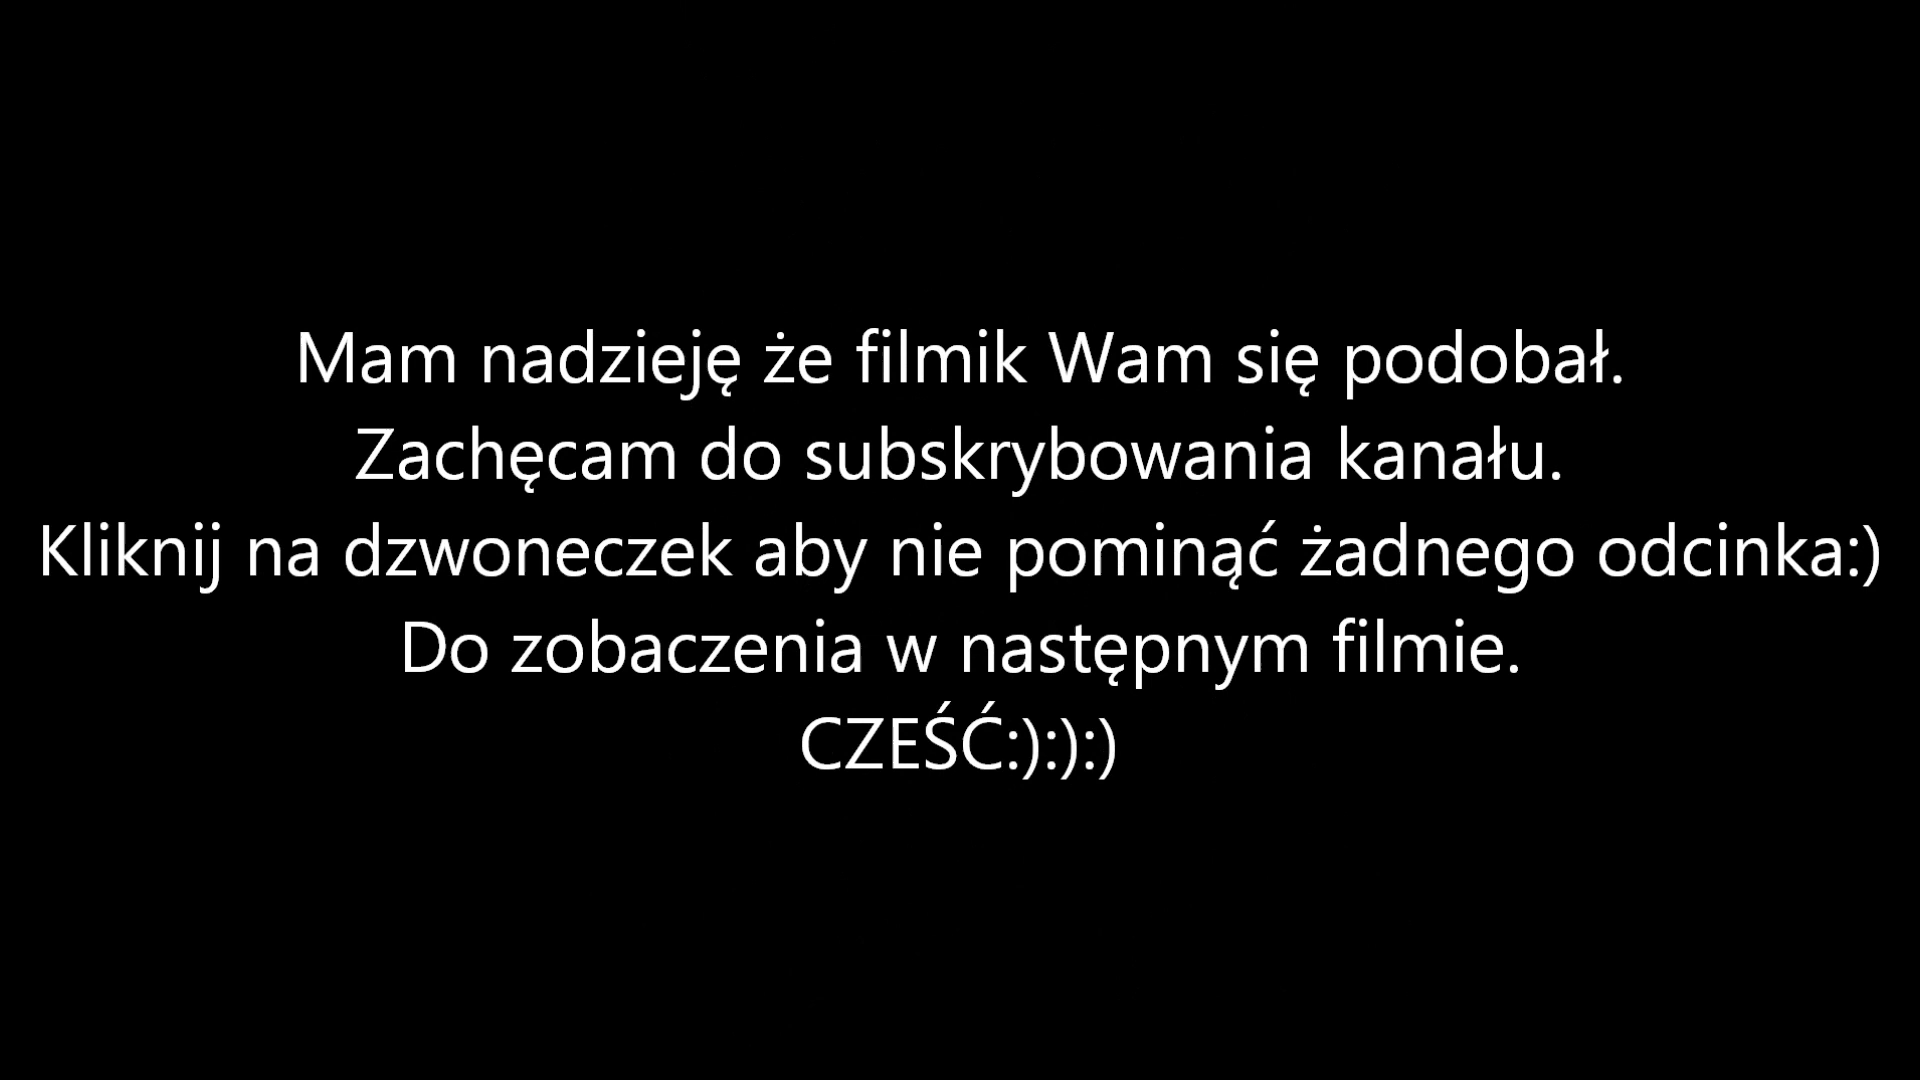 Mam nadzieję że filmik Wam się podobał.
Zachęcam do subskrybowania kanału.
Kliknij na dzwoneczek aby nie pominąć żadnego odcinka:)
Do zobaczenia w następnym filmie.
CZEŚĆ:):):)